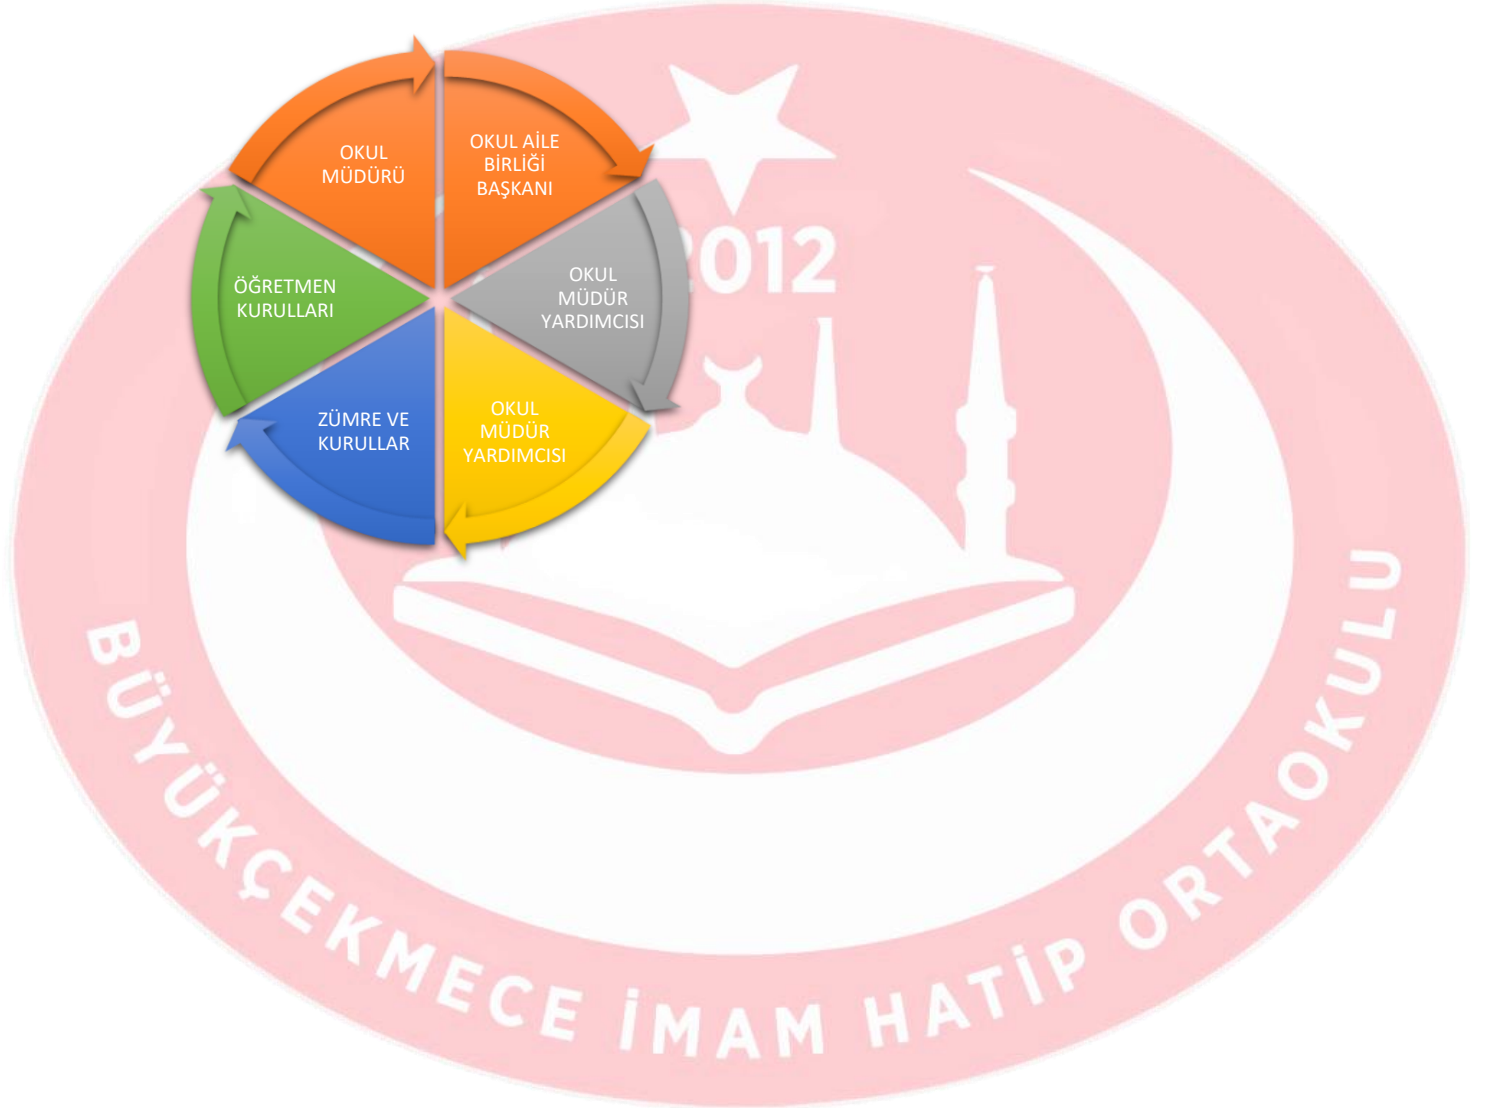 OKUL
MÜDÜRÜ
OKUL AİLE
BİRLİĞİ
BAŞKANI
OKUL
MÜDÜR
YARDIMCISI
OKUL
MÜDÜR
YARDIMCISI
ZÜMRE VE
KURULLAR
ÖĞRETMEN
KURULLARI
2012
BÜYÜKÇEKMECE İMAM HATİP ORTAOKULU